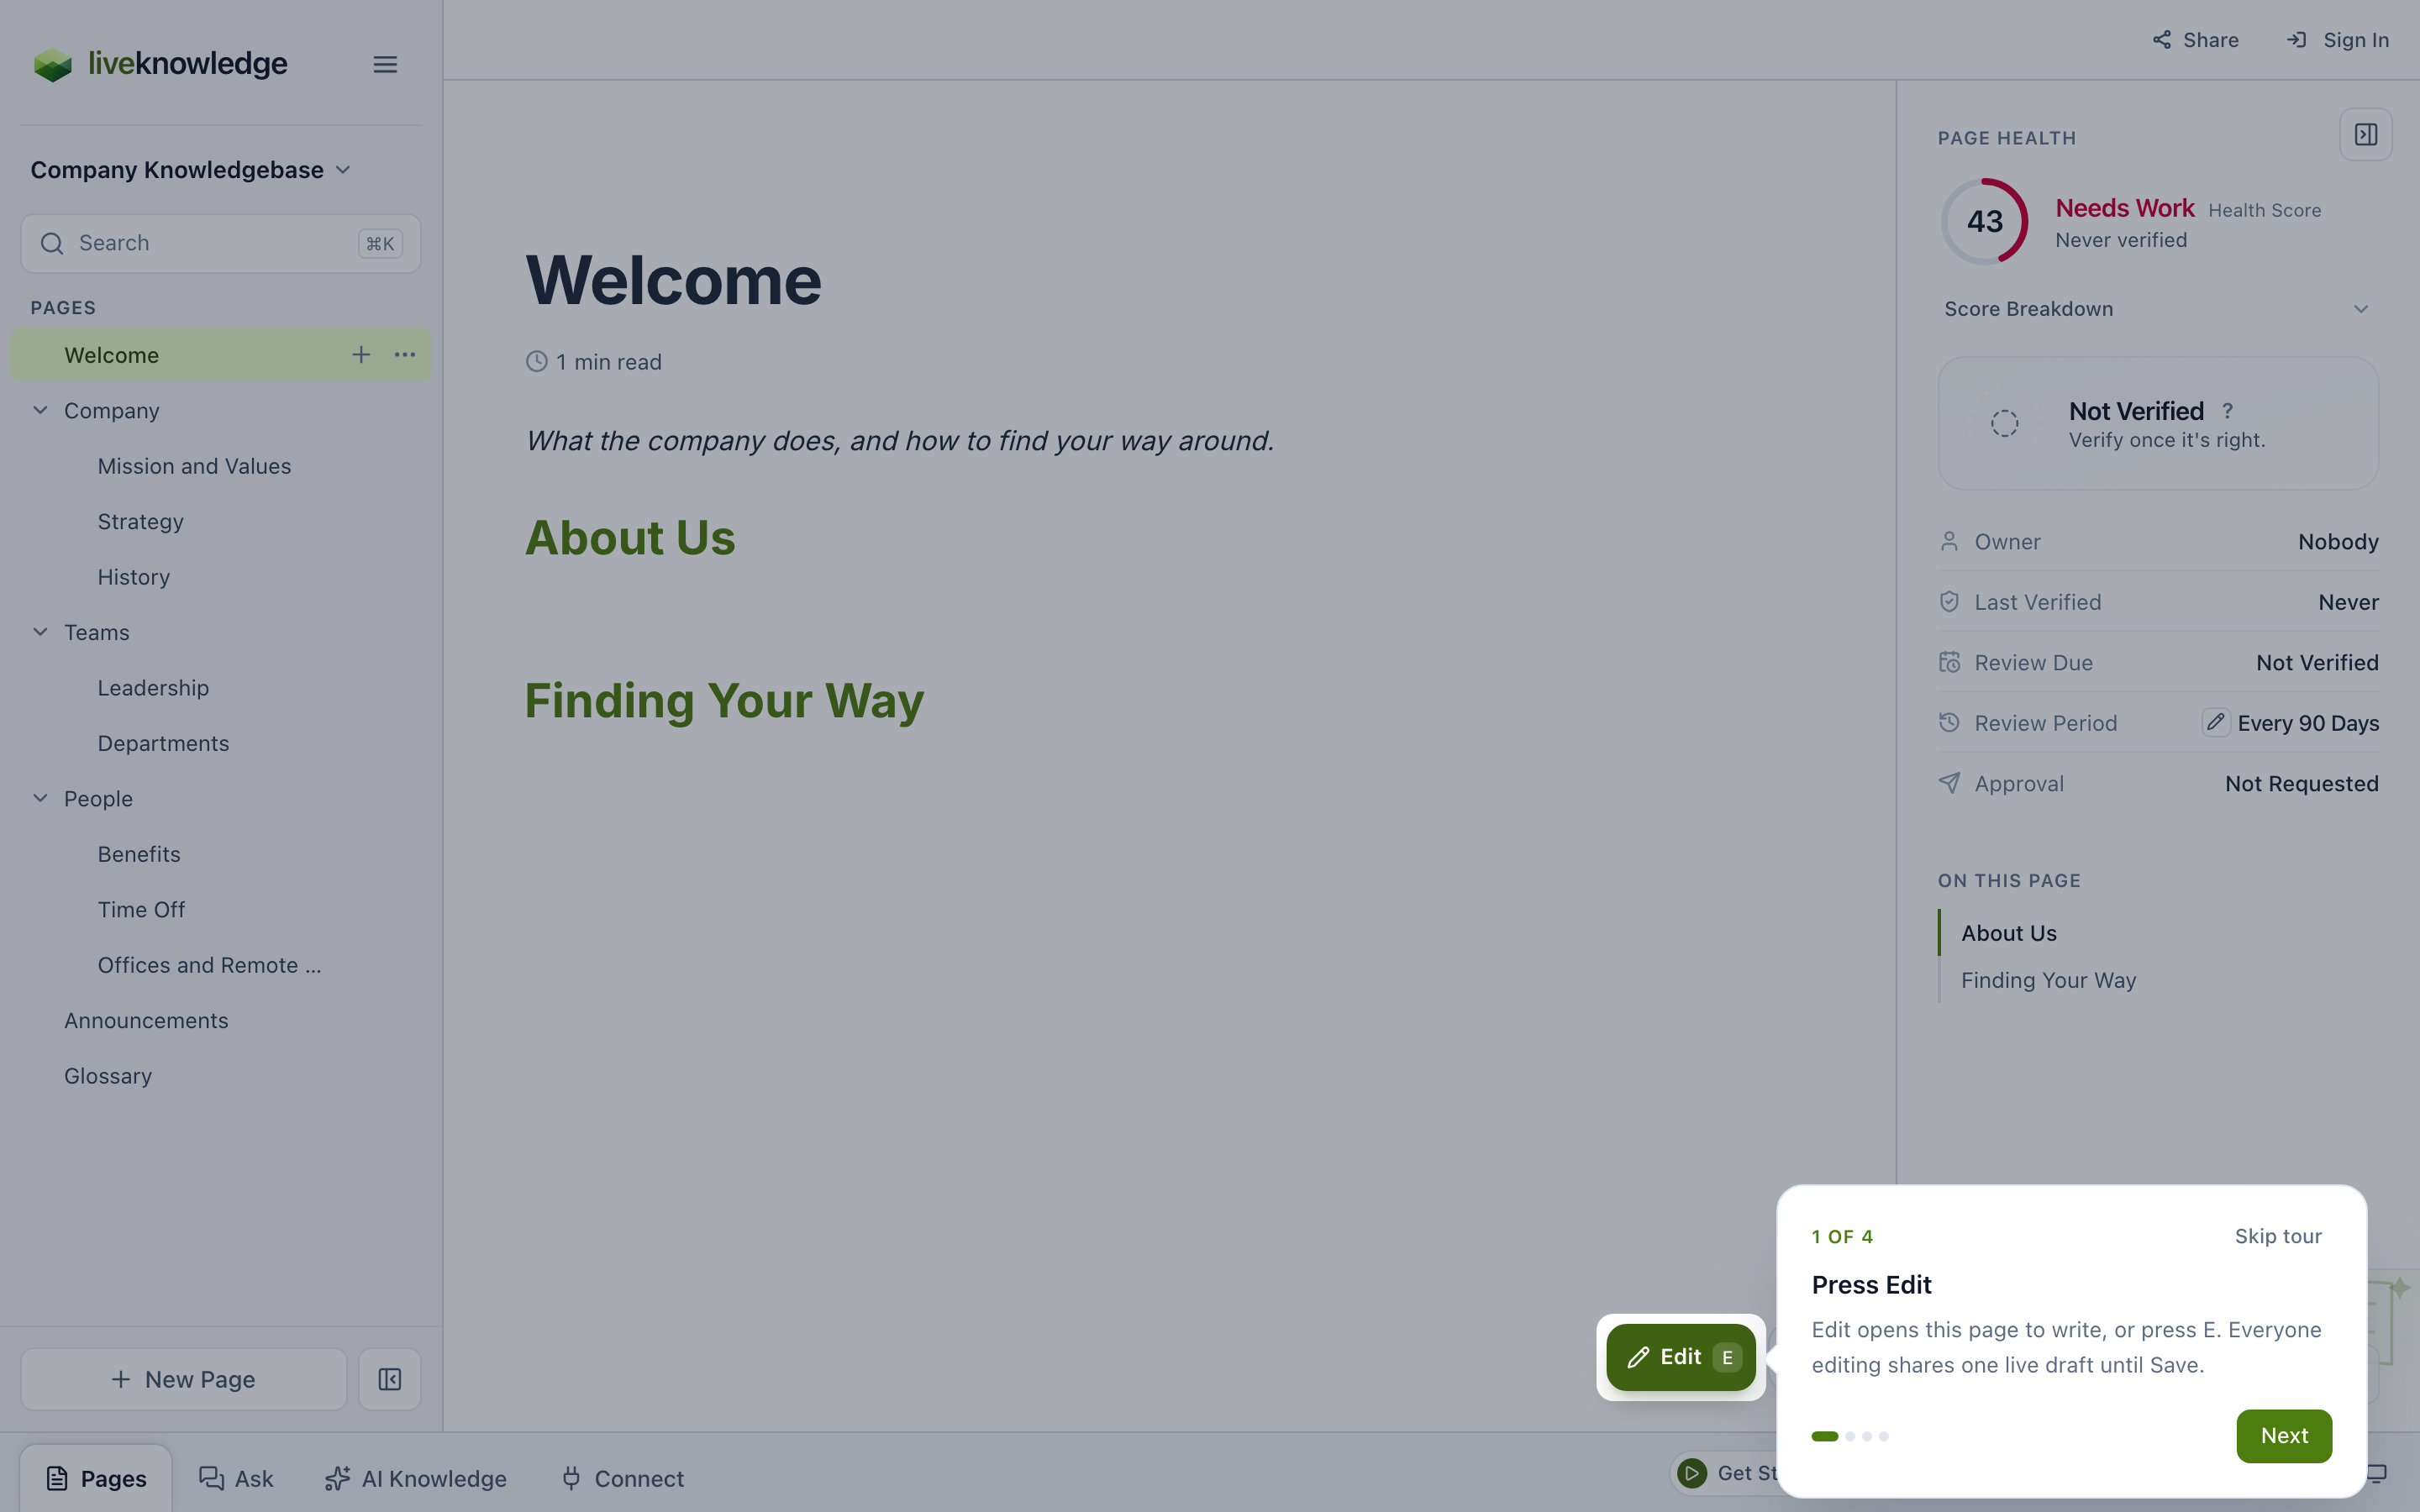 liveknowledge
Share
Sign In
Company Knowledgebase
Search
⌘K
PAGES
Welcome
Company
Mission and Values
Strategy
History
Teams
Leadership
Departments
People
Benefits
Time Off
Offices and Remote ...
Announcements
Glossary
New Page
Welcome
1 min read
What the company does, and how to find your way around.
About Us
Finding Your Way
PAGE HEALTH
43
Needs Work Health Score
Never verified
Score Breakdown
Not Verified ?
Verify once it's right.
Owner Nobody
Last Verified Never
Review Due Not Verified
Review Period Every 90 Days
Approval Not Requested
ON THIS PAGE
About Us
Finding Your Way
1 OF 4
Skip tour
Press Edit
Edit opens this page to write, or press E. Everyone
editing shares one live draft until Save.
Next
Edit E
Pages
Ask
AI Knowledge
Connect
Get St